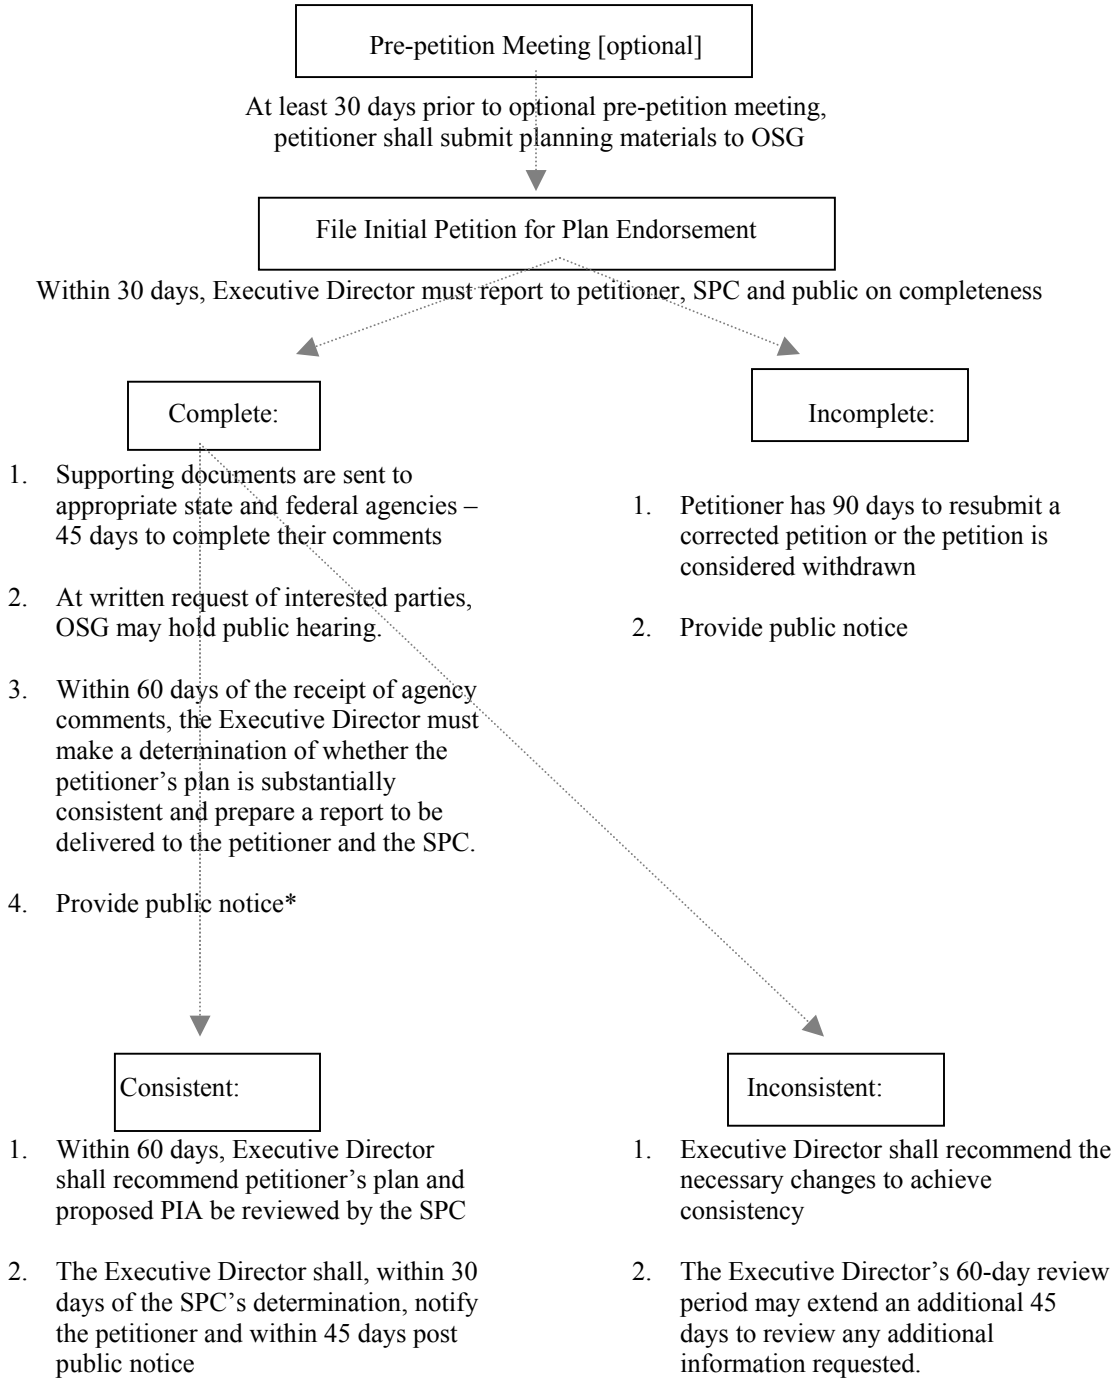 Pre-petition Meeting [optional]
At least 30 days prior to optional pre-petition meeting,
petitioner shall submit planning materials to OSG
File Initial Petition for Plan Endorsement
Within 30 days, Executive Director must report to petitioner, SPC and public on completeness
Complete:
1. Supporting documents are sent to
appropriate state and federal agencies –
45 days to complete their comments
2. At written request of interested parties,
OSG may hold public hearing.
3. Within 60 days of the receipt of agency
comments, the Executive Director must
make a determination of whether the
petitioner’s plan is substantially
consistent and prepare a report to be
delivered to the petitioner and the SPC.
4. Provide public notice*
Incomplete:
1. Petitioner has 90 days to resubmit a
corrected petition or the petition is
considered withdrawn
2. Provide public notice
Consistent:
1. Within 60 days, Executive Director
shall recommend petitioner’s plan and
proposed PIA be reviewed by the SPC
2. The Executive Director shall, within 30
days of the SPC’s determination, notify
the petitioner and within 45 days post
public notice
Inconsistent:
1. Executive Director shall recommend the
necessary changes to achieve
consistency
2. The Executive Director’s 60-day review
period may extend an additional 45
days to review any additional
information requested.